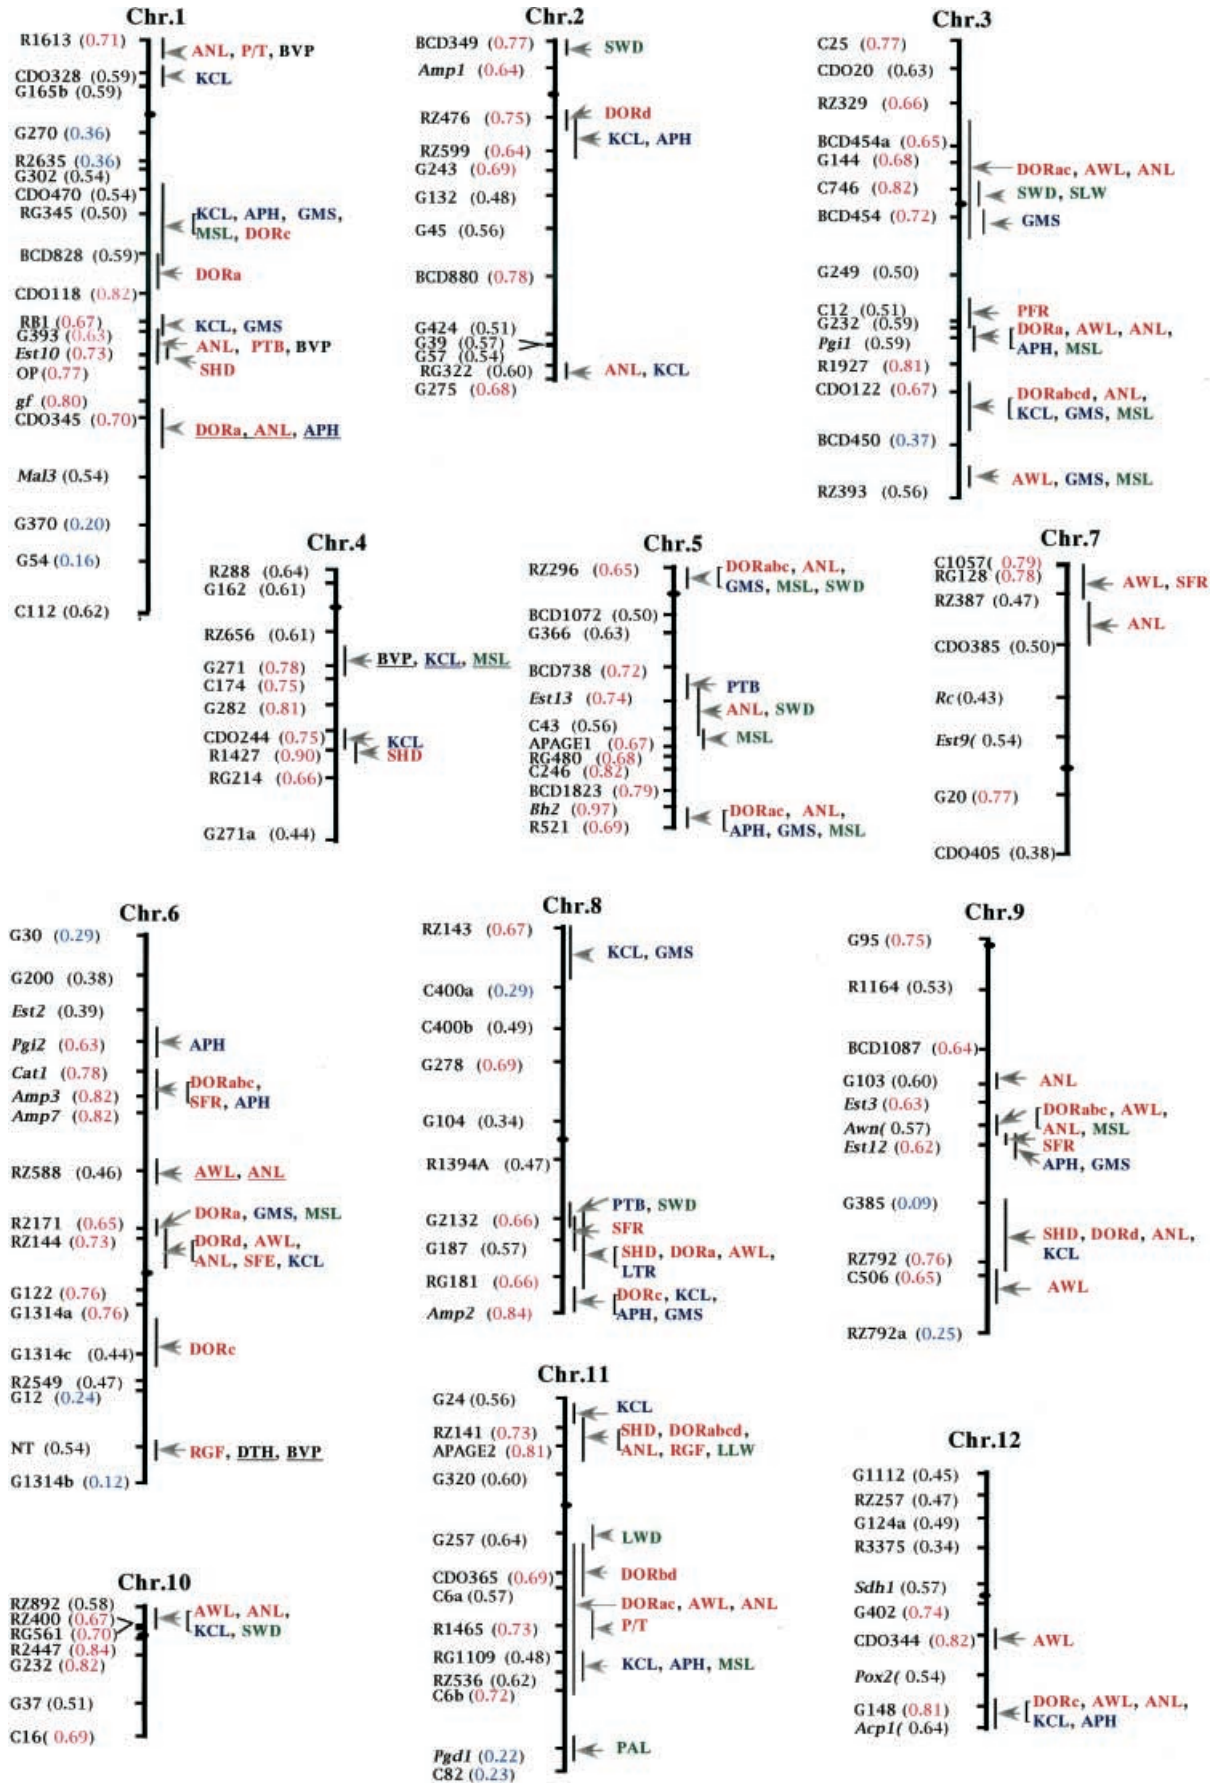 Chr.1
R1613 (0.71)
ANL, P/T, BVP
CDO328 (0.59)
KCL
G165b (0.59)
G270 (0.36)
R2635 (0.36)
G302 (0.54)
CDO470 (0.54)
RG345 (0.50)
KCL, APH, GMS,
MSL, DORc
BCD828 (0.59)
DORa
CDO118 (0.82)
RB1 (0.67)
KCL, GMS
G393 (0.63)
ANL, PTB, BVP
Est10 (0.73)
SHD
OP (0.77)
gf (0.80)
CDO345 (0.70)
DORa, ANL, APH
Mal3 (0.54)
G370 (0.20)
G54 (0.16)
C112 (0.62)
Chr.2
BCD349 (0.77)
SWD
Amp1 (0.64)
RZ476 (0.75)
DORd
KCL, APH
RZ599 (0.64)
G243 (0.69)
G132 (0.48)
G45 (0.56)
BCD880 (0.78)
G424 (0.51)
G39 (0.57)
G57 (0.54)
RG322 (0.60)
ANL, KCL
G275 (0.68)
Chr.3
C25 (0.77)
CDO20 (0.63)
RZ329 (0.66)
BCD454a (0.65)
G144 (0.68)
DORac, AWL, ANL
C746 (0.82)
SWD, SLW
BCD454 (0.72)
GMS
G249 (0.50)
C12 (0.51)
PFR
G232 (0.59)
DORa, AWL, ANL,
Pgi1 (0.59)
APH, MSL
R1927 (0.81)
CDO122 (0.67)
DORabcd, ANL,
KCL, GMS, MSL
BCD450 (0.37)
AWL, GMS, MSL
RZ393 (0.56)
Chr.4
R288 (0.64)
G162 (0.61)
RZ656 (0.61)
G271 (0.78)
BVP, KCL, MSL
C174 (0.75)
G282 (0.81)
CDO244 (0.75)
KCL
R1427 (0.90)
SHD
RG214 (0.66)
G271a (0.44)
Chr.5
RZ296 (0.65)
DORabc, ANL,
GMS, MSL, SWD
BCD1072 (0.50)
G366 (0.63)
BCD738 (0.72)
PTB
Est13 (0.74)
ANL, SWD
C43 (0.56)
MSL
APAGE1 (0.67)
RG480 (0.68)
C246 (0.82)
BCD1823 (0.79)
Bh2 (0.97)
DORac, ANL,
R521 (0.69)
APH, GMS, MSL
Chr.7
C1057( 0.79)
RG128 (0.78)
AWL, SFR
RZ387 (0.47)
ANL
CDO385 (0.50)
Rc (0.43)
Est9( 0.54)
G20 (0.77)
CDO405 (0.38)
Chr.6
G30 (0.29)
G200 (0.38)
Est2 (0.39)
Pgi2 (0.63)
APH
Cat1 (0.78)
DORabc,
Amp3 (0.82)
SFR, APH
Amp7 (0.82)
RZ588 (0.46)
AWL, ANL
DORa, GMS, MSL
R2171 (0.65)
RZ144 (0.73)
DORd, AWL,
ANL, SFE, KCL
G122 (0.76)
G1314a (0.76)
DORc
G1314c (0.44)
R2549 (0.47)
G12 (0.24)
NT (0.54)
RGF, DTH, BVP
G1314b (0.12)
Chr.8
RZ143 (0.67)
KCL, GMS
C400a (0.29)
C400b (0.49)
G278 (0.69)
G104 (0.34)
R1394A (0.47)
PTB, SWD
G2132 (0.66)
SFR
G187 (0.57)
SHD, DORa, AWL,
LTR
RG181 (0.66)
DORc, KCL,
Amp2 (0.84)
APH, GMS
Chr.9
G95 (0.75)
R1164 (0.53)
BCD1087 (0.64)
G103 (0.60)
ANL
Est3 (0.63)
DORabc, AWL,
Awn( 0.57)
ANL, MSL
Est12 (0.62)
SFR
APH, GMS
G385 (0.09)
SHD, DORd, ANL,
KCL
RZ792 (0.76)
C506 (0.65)
AWL
RZ792a (0.25)
Chr.10
RZ892 (0.58)
RZ400 (0.67)
AWL, ANL,
RG561 (0.70)
KCL, SWD
R2447 (0.84)
G232 (0.82)
G37 (0.51)
C16( 0.69)
Chr.11
G24 (0.56)
KCL
RZ141 (0.73)
SHD, DORabcd,
APAGE2 (0.81)
ANL, RGF, LLW
G320 (0.60)
G257 (0.64)
LWD
CDO365 (0.69)
DORbd
C6a (0.57)
DORac, AWL, ANL
R1465 (0.73)
P/T
RG1109 (0.48)
KCL, APH, MSL
RZ536 (0.62)
C6b (0.72)
Pgd1 (0.22)
PAL
C82 (0.23)
Chr.12
G1112 (0.45)
RZ257 (0.47)
G124a (0.49)
R3375 (0.34)
Sdh1 (0.57)
G402 (0.74)
CDO344 (0.82)
AWL
Pox2( 0.54)
G148 (0.81)
DORc, AWL, ANL,
Acp1( 0.64)
KCL, APH